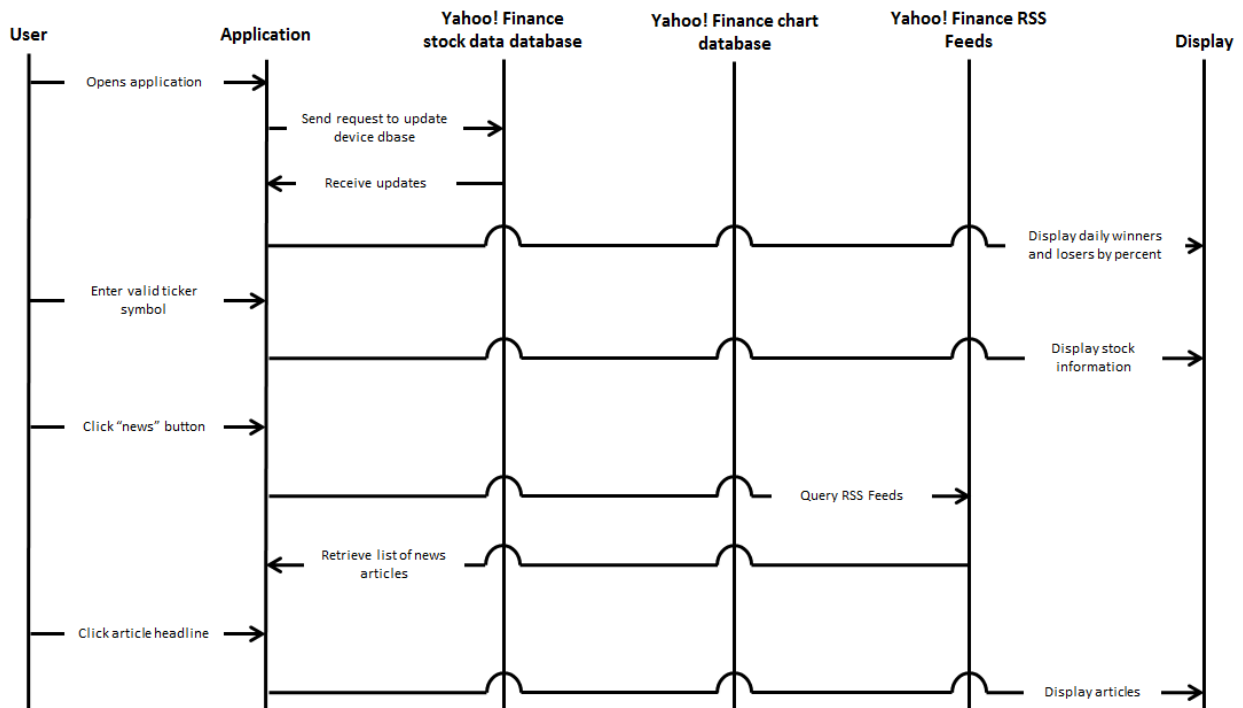 User
Application
Yahoo! Finance
stock data database
Yahoo! Finance chart
database
Yahoo! Finance RSS
Feeds
Display
Opens application
Send request to update
device dbase
Receive updates
Display daily winners
and losers by percent
Enter valid ticker
symbol
Display stock
information
Click “news” button
Query RSS Feeds
Retrieve list of news
articles
Click article headline
Display articles